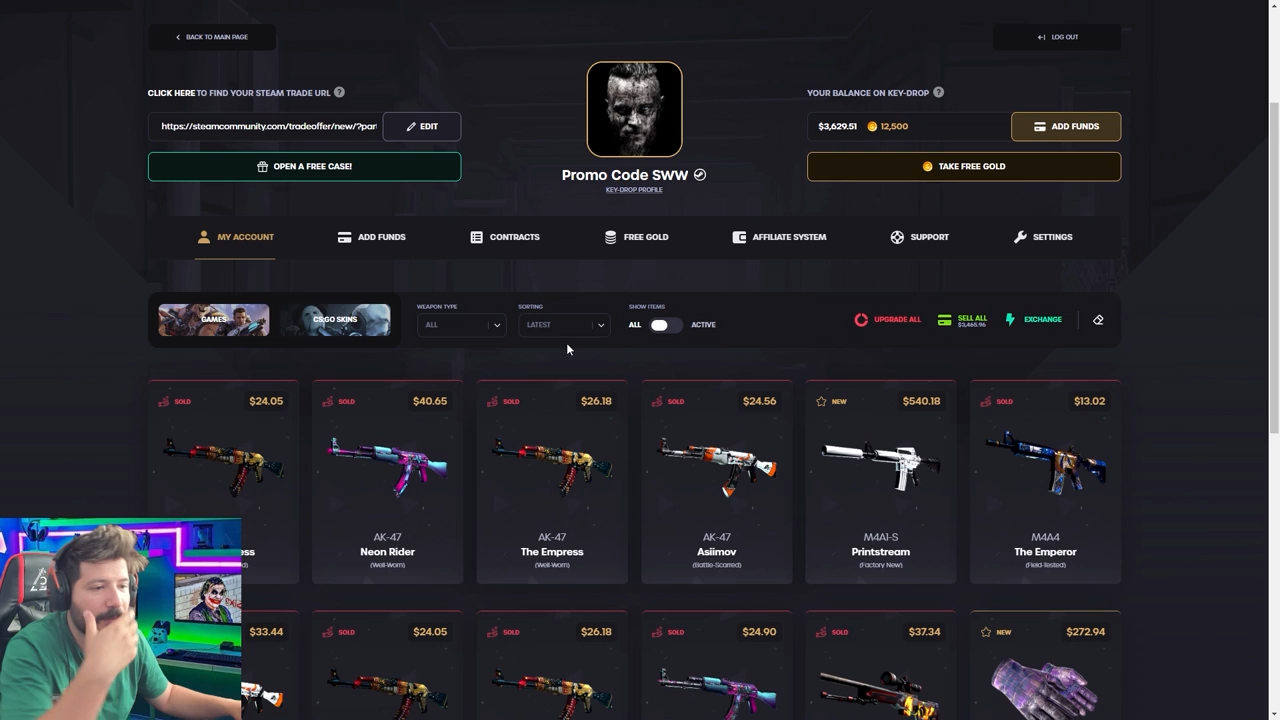 BACK TO MAIN PAGE
LOG OUT
CLICK HERE TO FIND YOUR STEAM TRADE URL ?
YOUR BALANCE ON KEY-DROP ?
https://steamcommunity.com/tradeoffer/new/?par
EDIT
$3,629.51 12,500
ADD FUNDS
OPEN A FREE CASE!
TAKE FREE GOLD
Promo Code SWW
KEY-DROP PROFILE
MY ACCOUNT
ADD FUNDS
CONTRACTS
FREE GOLD
AFFILIATE SYSTEM
SUPPORT
SETTINGS
GAMES
CS:GO SKINS
WEAPON TYPE
ALL
SORTING
LATEST
SHOW ITEMS
ALL ACTIVE
UPGRADE ALL
SELL ALL
$3,465.96
EXCHANGE
SOLD $24.05
SOLD $40.65
SOLD $26.18
SOLD $24.56
NEW $540.18
SOLD $13.02
AK-47
Neon Rider
(Well-Worn)
AK-47
The Empress
(Well-Worn)
AK-47
Asiimov
(Battle-Scarred)
M4A1-S
Printstream
(Factory New)
M4A4
The Emperor
(Field-Tested)
$33.44
SOLD $24.05
SOLD $26.18
SOLD $24.90
SOLD $37.34
NEW $272.94